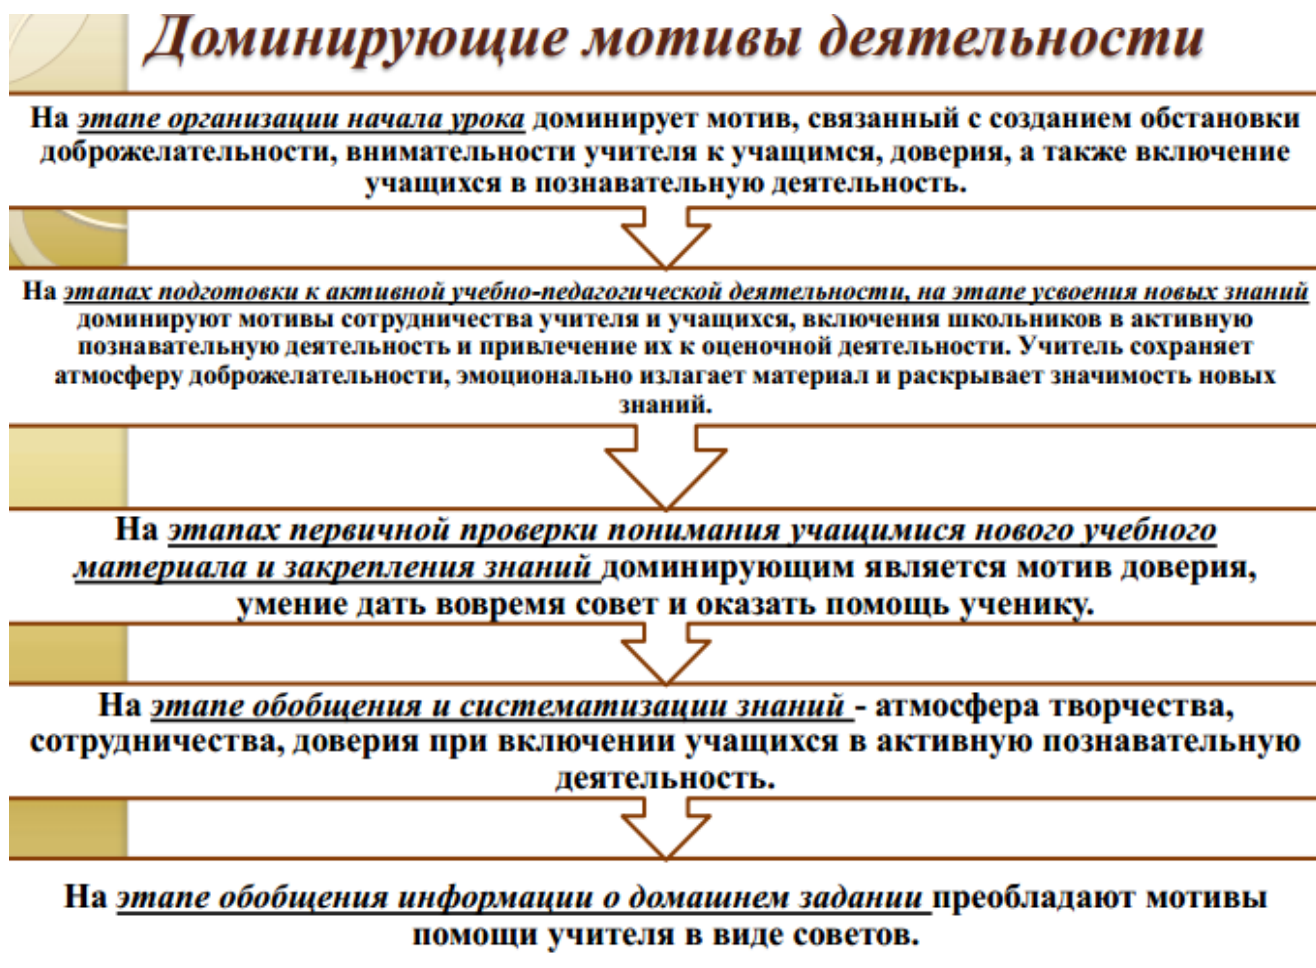 Доминирующие мотивы деятельности
На этапе организации начала урока доминирует мотив, связанный с созданием обстановки
доброжелательности, внимательности учителя к учащимся, доверия, а также включение
учащихся в познавательную деятельность.
На этапах подготовки к активной учебно-педагогической деятельности, на этапе усвоения новых знаний
доминируют мотивы сотрудничества учителя и учащихся, включения школьников в активную
познавательную деятельность и привлечение их к оценочной деятельности. Учитель сохраняет
атмосферу доброжелательности, эмоционально излагает материал и раскрывает значимость новых
знаний.
На этапах первичной проверки понимания учащимися нового учебного
материала и закрепления знаний доминирующим является мотив доверия,
умение дать вовремя совет и оказать помощь ученику.
На этапе обобщения и систематизации знаний - атмосфера творчества,
сотрудничества, доверия при включении учащихся в активную познавательную
деятельность.
На этапе обобщения информации о домашнем задании преобладают мотивы
помощи учителя в виде советов.